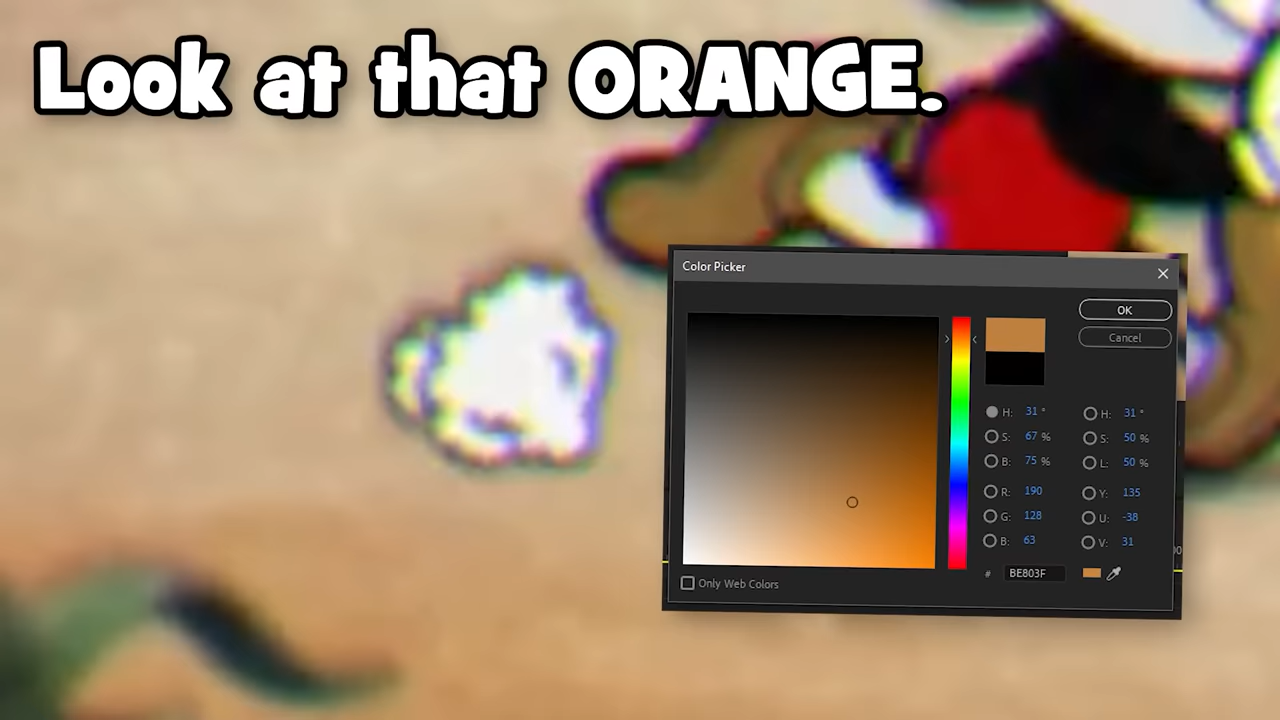 Look at that ORANGE.
Color Picker
OK
Cancel
H: 31 ° H: 31 °
S: 67 % S: 50 %
B: 75 % L: 50 %
R: 190 Y: 135
G: 128 U: -38
B: 63 V: 31
# BE803F
Only Web Colors